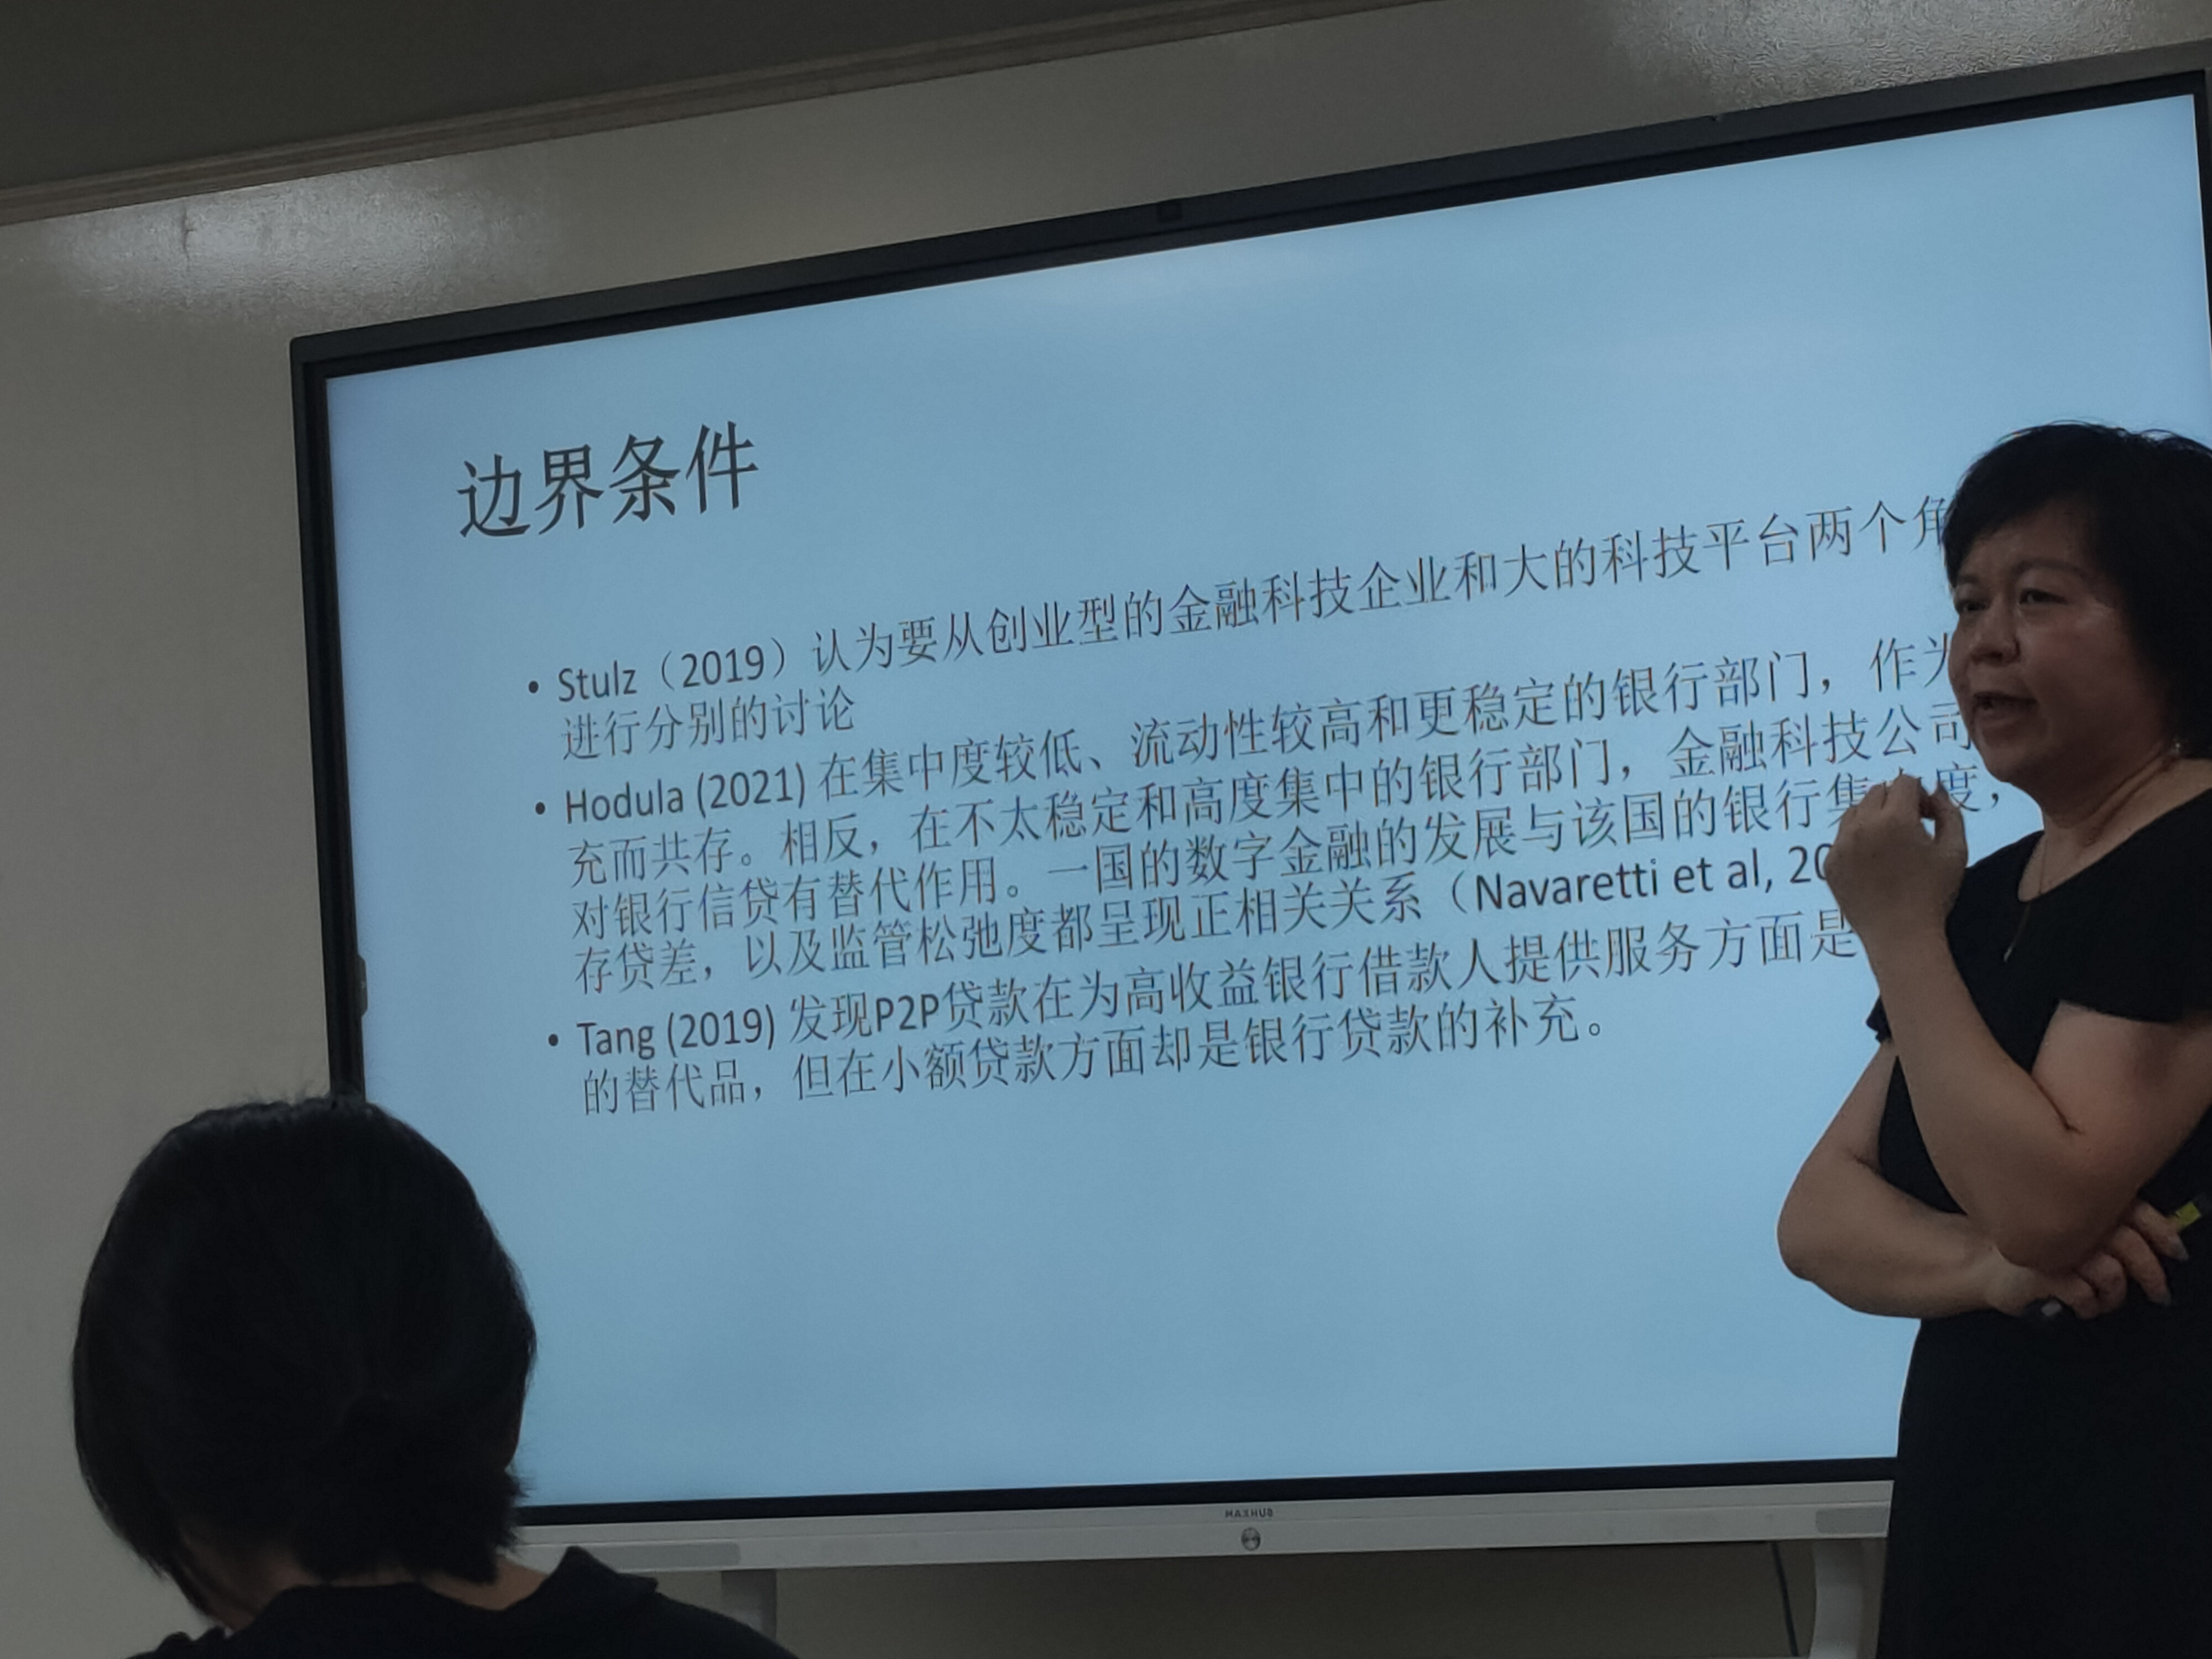 边界条件
• Stulz（2019）认为要从创业型的金融科技企业和大的科技平台两个角
进行分别的讨论
• Hodula (2021) 在集中度较低、流动性较高和更稳定的银行部门，作为
充而共存。相反，在不太稳定和高度集中的银行部门，金融科技公司
对银行信贷有替代作用。一国的数字金融的发展与该国的银行集中度，
存贷差，以及监管松弛度都呈现正相关关系（Navaretti et al, 20
• Tang (2019) 发现P2P贷款在为高收益银行借款人提供服务方面是
的替代品，但在小额贷款方面却是银行贷款的补充。
MAXHUB